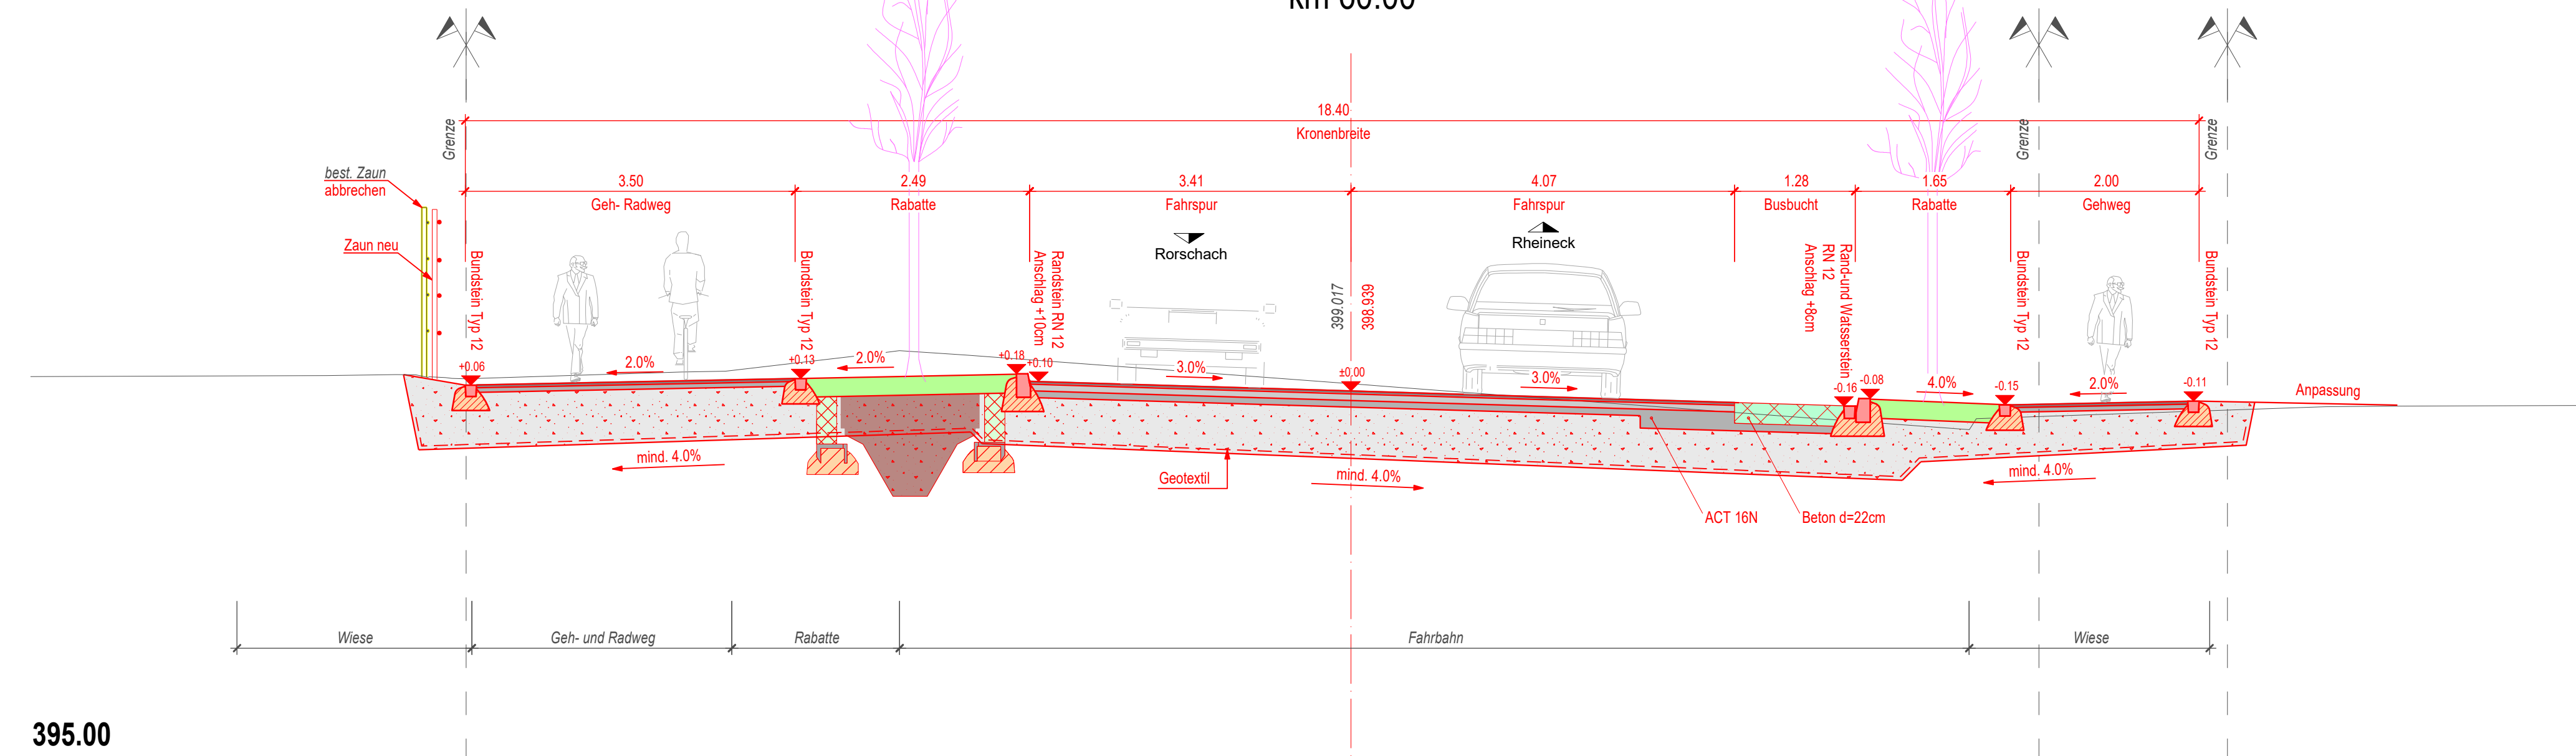 km 60.00
18.40
Kronenbreite
Grenze
Grenze
Grenze
best. Zaun
abbrechen
3.50
2.49
3.41
4.07
1.28
1.65
2.00
Geh- Radweg
Rabatte
Fahrspur
Fahrspur
Busbucht
Rabatte
Gehweg
Zaun neu
Rorschach
Rheineck
Bundstein Typ 12
Bundstein Typ 12
Randstein RN 12
Anschlag +10cm
399.017
398.939
Rand-und Watsserstein
RN 12
Anschlag +8cm
Bundstein Typ 12
Bundstein Typ 12
+0.06
2.0%
+0.13
2.0%
+0.18
+0.10
3.0%
±0,00
3.0%
-0.16
-0.08
4.0%
-0.15
2.0%
-0.11
Anpassung
mind. 4.0%
Geotextil
mind. 4.0%
mind. 4.0%
ACT 16N
Beton d=22cm
Wiese
Geh- und Radweg
Rabatte
Fahrbahn
Wiese
395.00